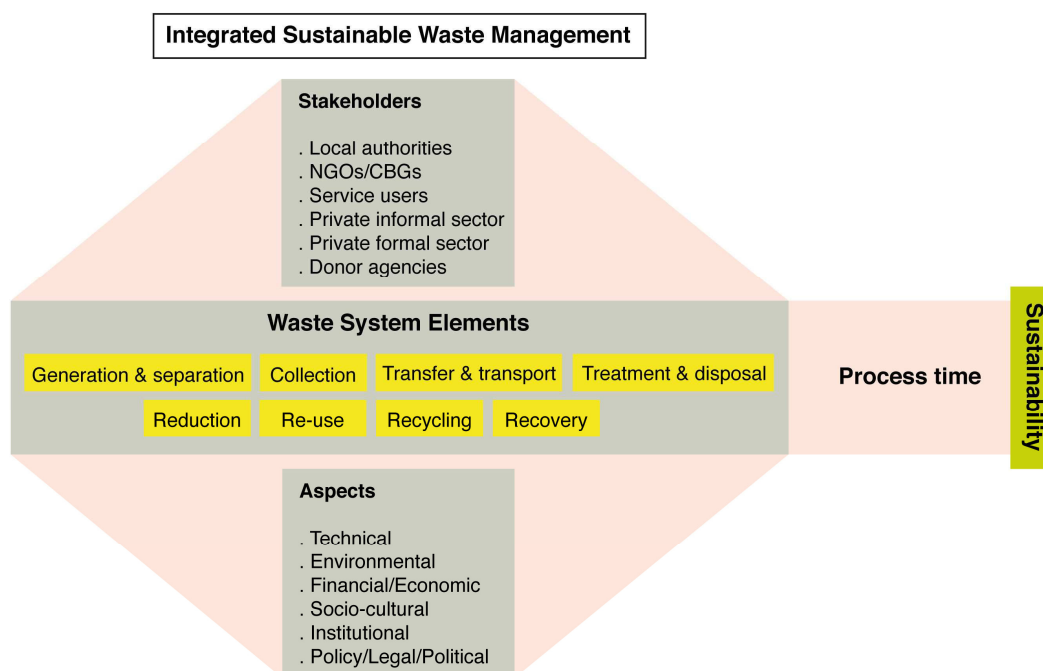 Integrated Sustainable Waste Management
Stakeholders
. Local authorities
. NGOs/CBGs
. Service users
. Private informal sector
. Private formal sector
. Donor agencies
Waste System Elements
Generation & separation
Collection
Transfer & transport
Treatment & disposal
Reduction
Re-use
Recycling
Recovery
Process time
Sustainability
Aspects
. Technical
. Environmental
. Financial/Economic
. Socio-cultural
. Institutional
. Policy/Legal/Political